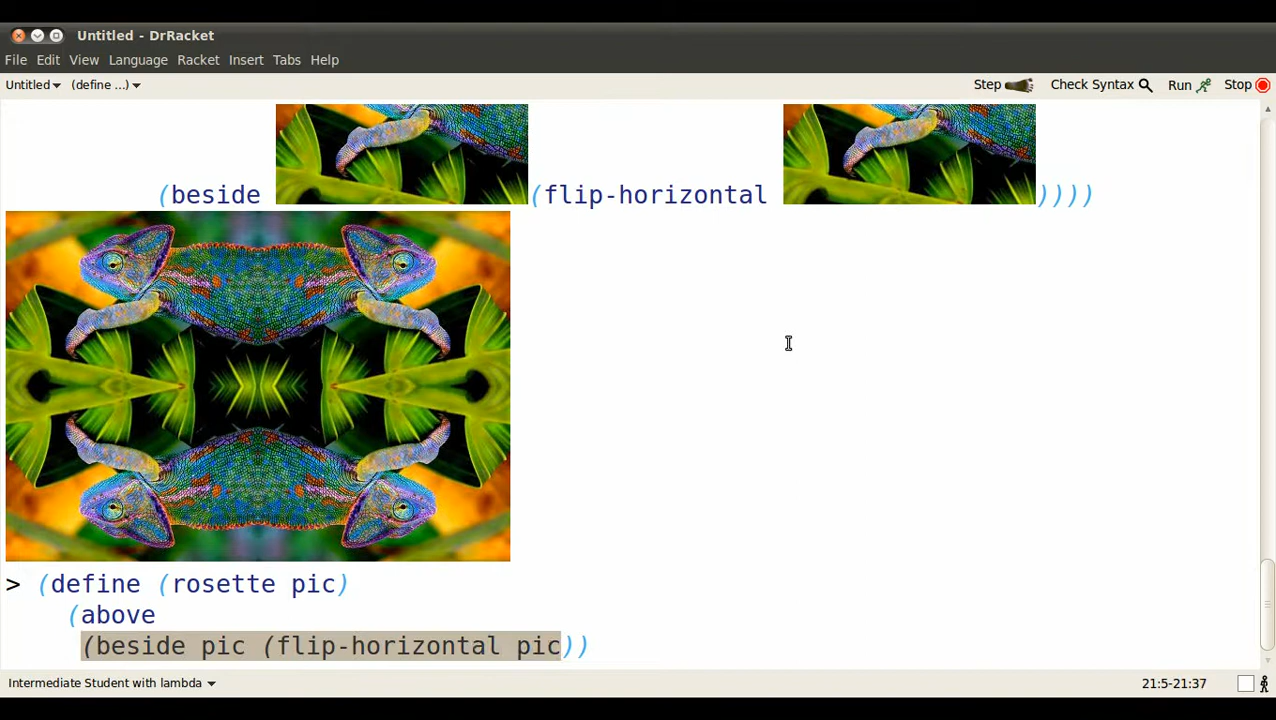 Untitled - DrRacket
File Edit View Language Racket Insert Tabs Help
Untitled (define ...) Step Check Syntax Run Stop
(beside (flip-horizontal ))))
> (define (rosette pic)
(above
(beside pic (flip-horizontal pic))
Intermediate Student with lambda 21:5-21:37